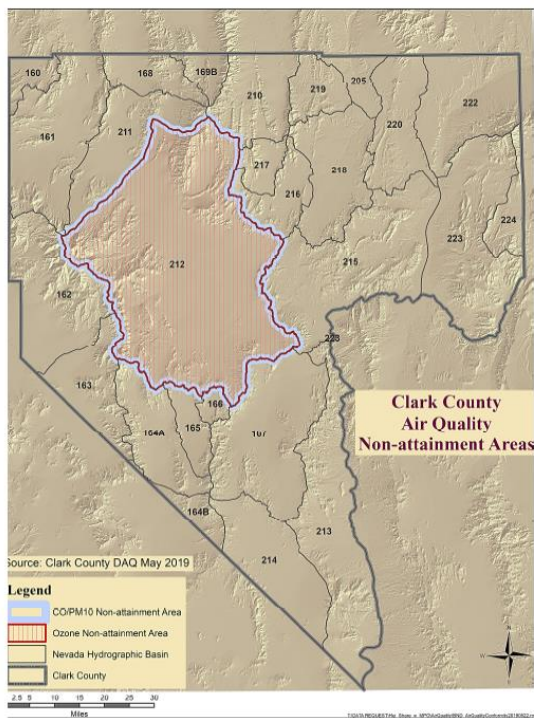 160
168
169B
210
219
205
222
161
211
220
217
218
216
224
212
215
223
162
163
166
165
164A
164B
213
214
Clark County
Air Quality
Non-attainment Areas
Source: Clark County DAQ May 2019
Legend
CO/PM10 Non-attainment Area
Ozone Non-attainment Area
Nevada Hydrographic Basin
Clark County
2.5 5 10 15 20 25 30
Miles
N
W E
S